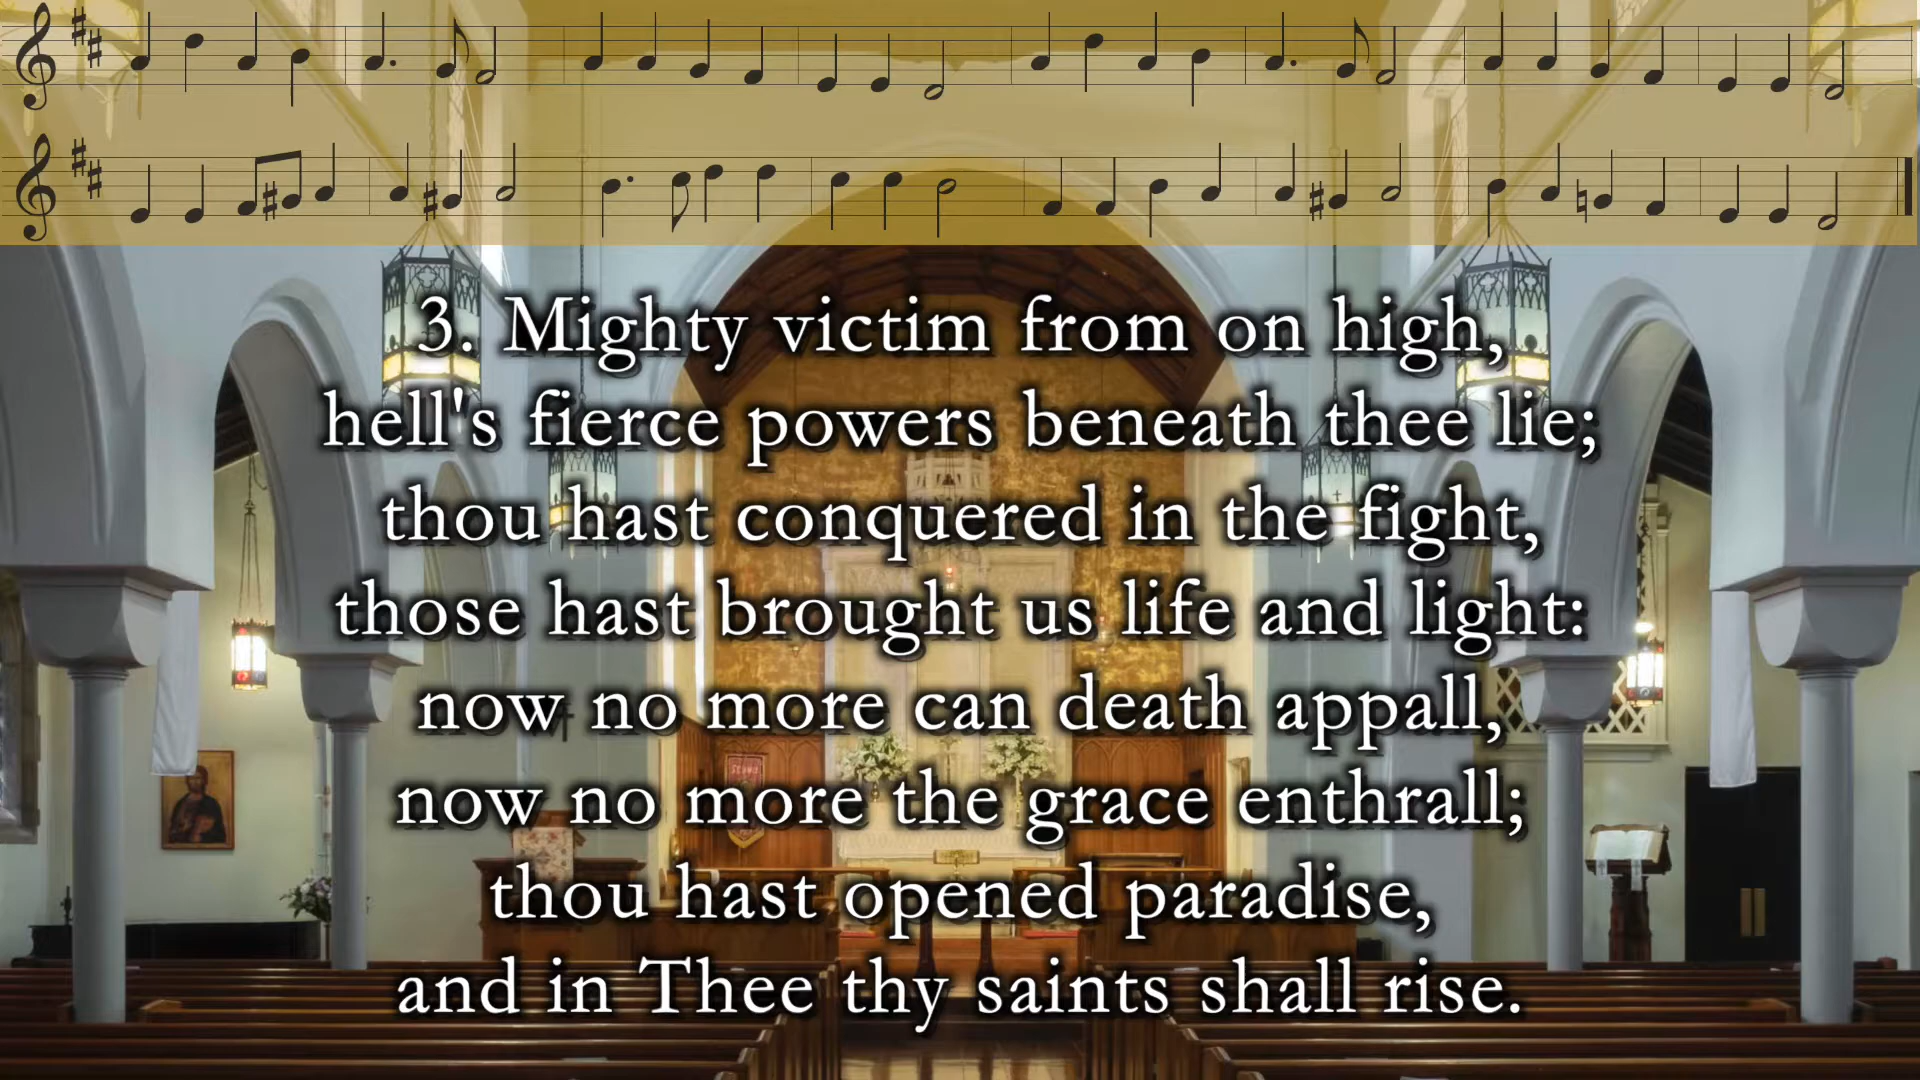 3. Mighty victim from on high,
hell's fierce powers beneath thee lie;
thou hast conquered in the fight,
those hast brought us life and light:
now no more can death appall,
now no more the grace enthrall;
thou hast opened paradise,
and in Thee thy saints shall rise.